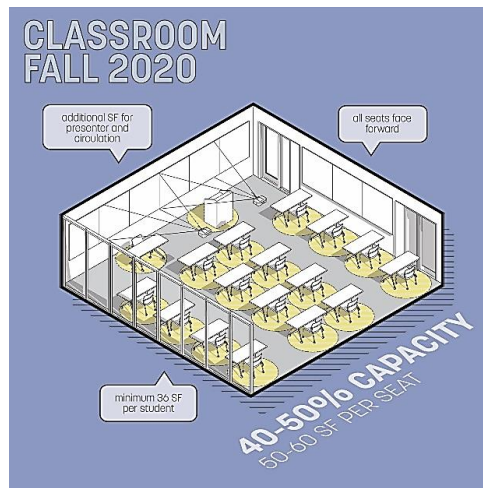 CLASSROOM
FALL 2020
additional SF for
presenter and
circulation
all seats face
forward
minimum 36 SF
per student
40-50% CAPACITY
50-60 SF PER SEAT